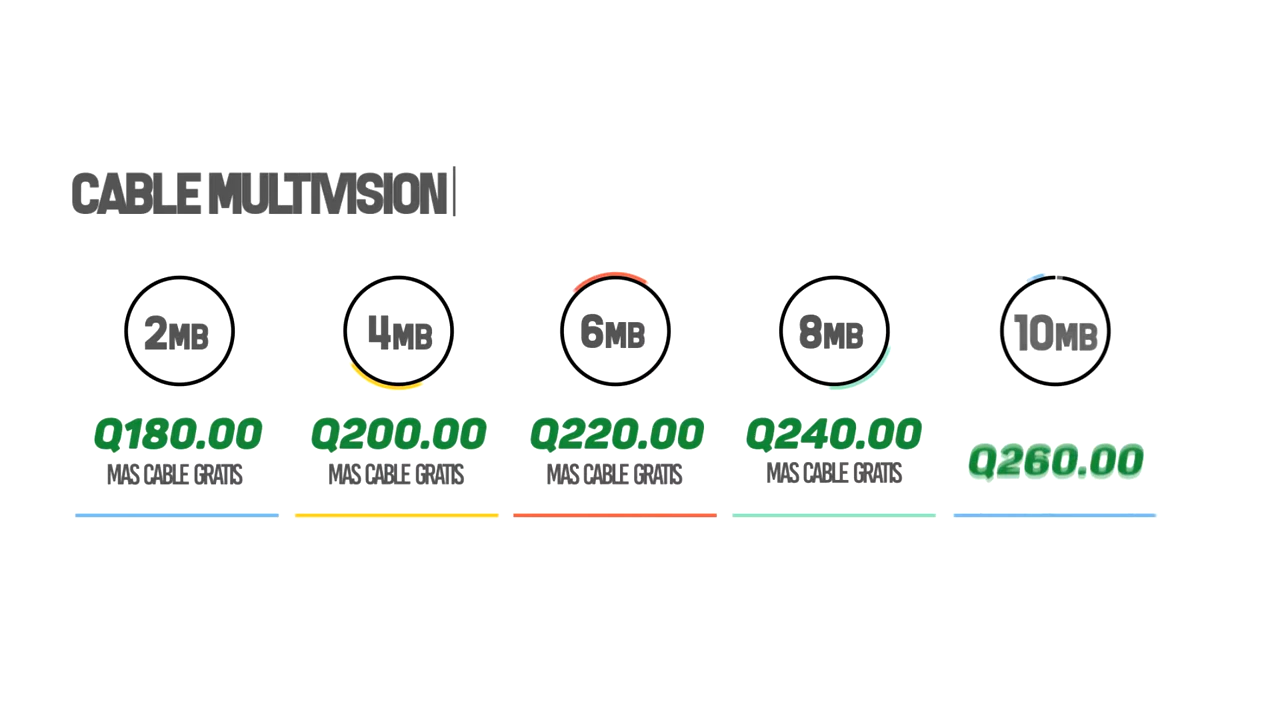 CABLE MULTIVISION
2MB 4MB 6MB 8MB 10MB
Q180.00 Q200.00 Q220.00 Q240.00 Q260.00
MAS CABLE GRATIS MAS CABLE GRATIS MAS CABLE GRATIS MAS CABLE GRATIS